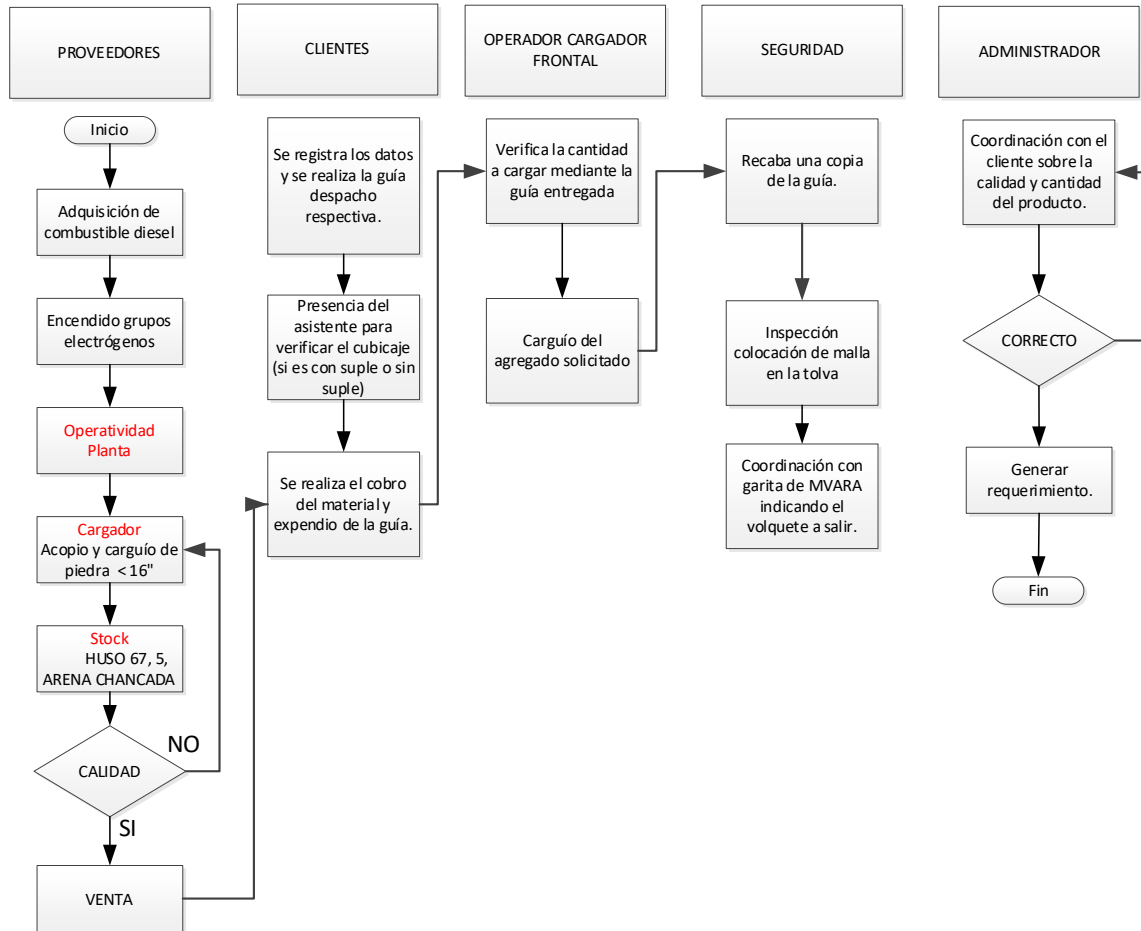 PROVEEDORES
CLIENTES
OPERADOR CARGADOR
FRONTAL
SEGURIDAD
ADMINISTRADOR
Inicio
Adquisición de
combustible diesel
Encendido grupos
electrógenos
Operatividad
Planta
Cargador
Acopio y carguío de
piedra < 16"
Stock
HUSO 67, 5,
ARENA CHANCADA
CALIDAD
NO
SI
VENTA
Se registra los datos
y se realiza la guía
despacho
respectiva.
Presencia del
asistente para
verificar el cubicaje
(si es con suple o sin
suple)
Se realiza el cobro
del material y
expendio de la guía.
Verifica la cantidad
a cargar mediante la
guía entregada
Carguío del
agregado solicitado
Recaba una copia
de la guía.
Inspección
colocación de malla
en la tolva
Coordinación con
garita de MVARA
indicando el
volquete a salir.
Coordinación con el
cliente sobre la
calidad y cantidad
del producto.
CORRECTO
Generar
requerimiento.
Fin